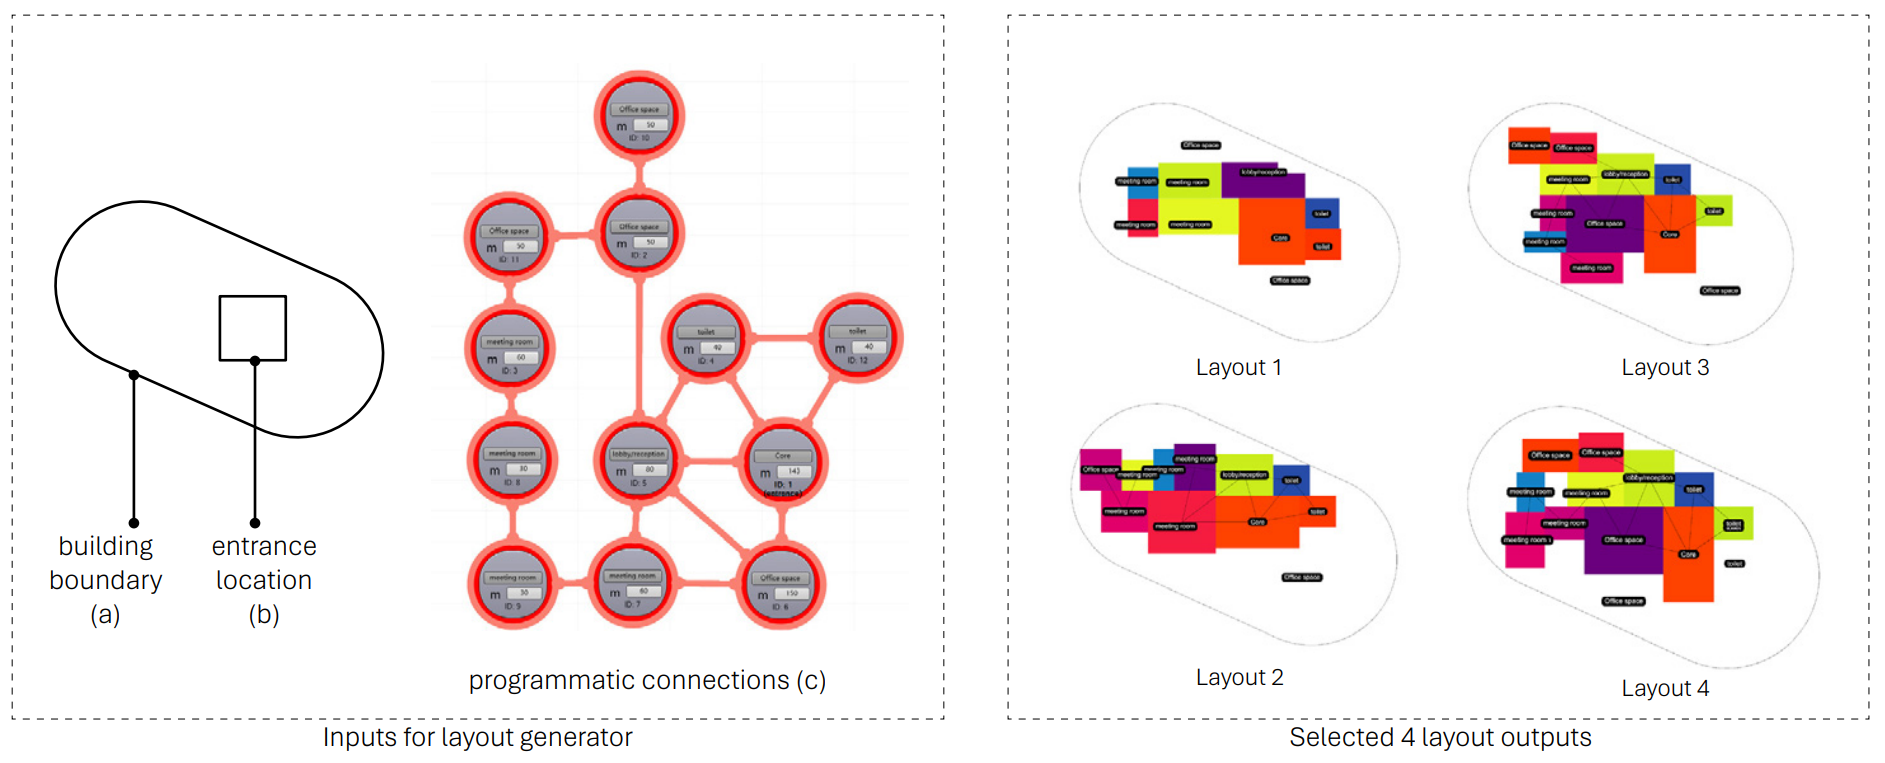 building
boundary
(a)
entrance
location
(b)
Office space
m 50
ID: 10
Office space
m 50
ID: 11
Office space
m 50
ID: 2
meeting room
m 60
ID: 3
toilet
m 40
ID: 4
toilet
m 40
ID: 12
meeting room
m 30
ID: 8
lobby/reception
m 80
ID: 5
Core
m 143
ID: 1
(entrance)
meeting room
m 30
ID: 9
meeting room
m 60
ID: 7
Office space
m 150
ID: 6
programmatic connections (c)
Inputs for layout generator
Office space
lobby/reception
meeting room
meeting room
toilet
meeting room
meeting room
Core
toilet
Office space
Layout 1
Office space
Office space
meeting room
lobby/reception
toilet
meeting room
toilet
Office space
Core
meeting room
meeting room
Office space
Layout 3
meeting room
Office space
meeting room
meeting room
lobby/reception
toilet
meeting room
toilet
meeting room
Core
Office space
Layout 2
Office space
Office space
lobby/reception
meeting room
meeting room
toilet
meeting room
toilet
meeting room
Office space
Core
toilet
Office space
Layout 4
Selected 4 layout outputs